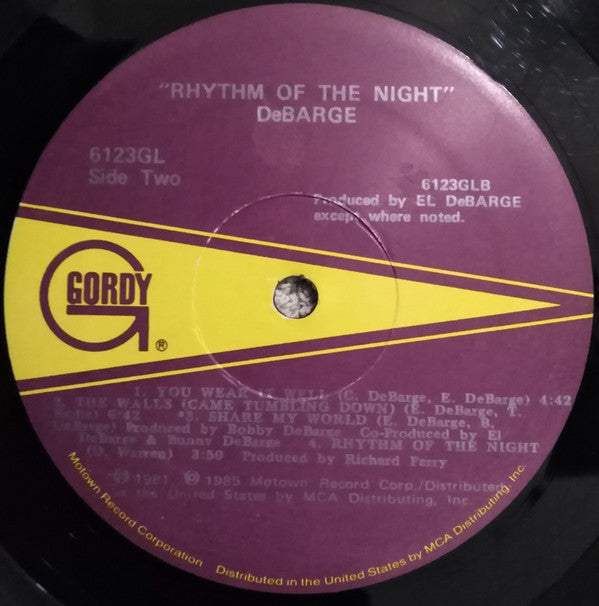 "RHYTHM OF THE NIGHT"
DeBARGE
6123GL
Side Two
6123GLB
Produced by EL DeBARGE
except where noted.
GORDY
®
1. YOU WEAR IT WELL (C. DeBARGE, E. DeBARGE) 4:42
2. THE WALLS (CAME TUMBLING DOWN) (E. DeBARGE, T.
6:42 *3. SHARE MY WORLD (E. DeBARGE, B.
DeBARGE) Produced by Bobby DeBARGE Co-Produced by El
DeBARGE & Bunny DeBARGE 4. RHYTHM OF THE NIGHT
(D. Warren) 3:50 Produced by Richard Perry
℗ 1981, ℗ 1985 Motown Record Corp./Distributed
in the United States by MCA Distributing, Inc.
Motown Record Corporation Distributed in the United States by MCA Distributing, Inc.